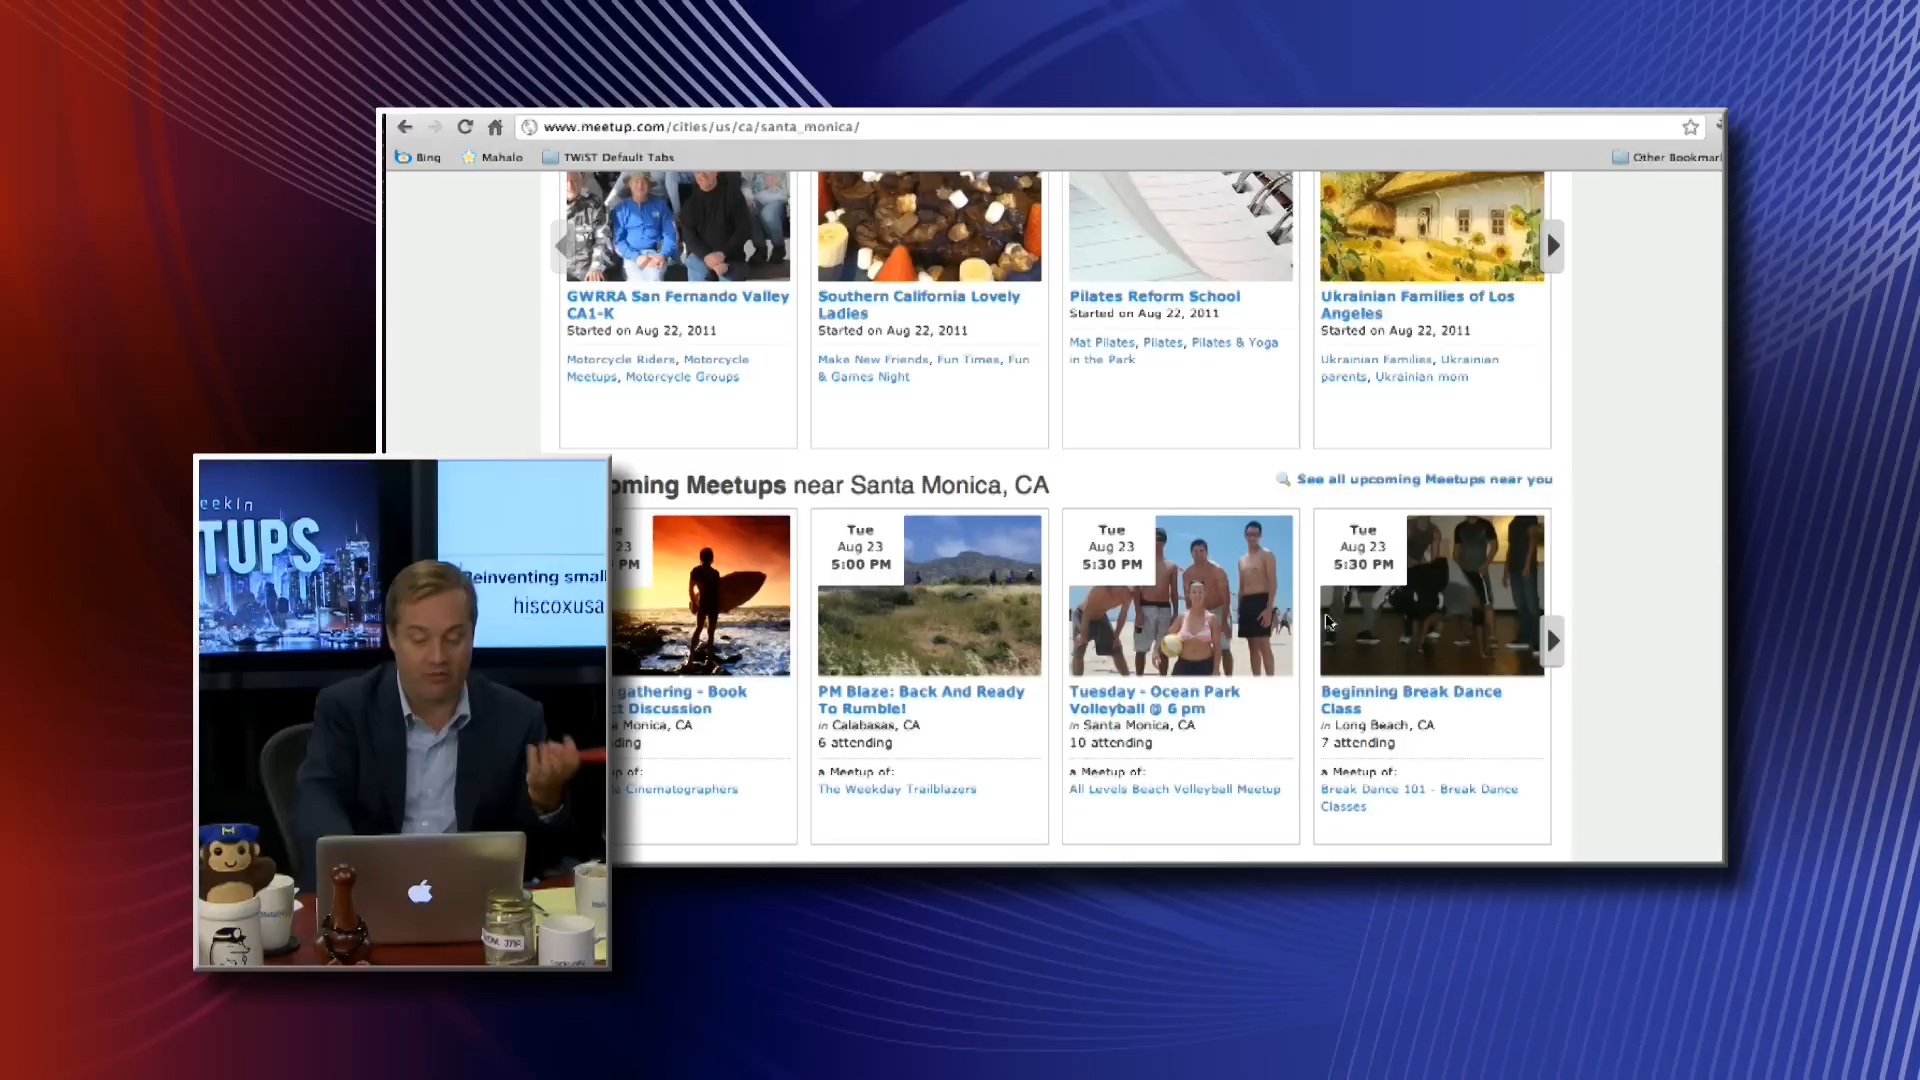 www.meetup.com/cities/us/ca/santa_monica/
Bing
Mahalo
TWiST Default Tabs
Other Bookmar
GWRRA San Fernando Valley
CA1-K
Started on Aug 22, 2011
Motorcycle Riders, Motorcycle
Meetups, Motorcycle Groups
Southern California Lovely
Ladies
Started on Aug 22, 2011
Make New Friends, Fun Times, Fun
& Games Night
Pilates Reform School
Started on Aug 22, 2011
Mat Pilates, Pilates, Pilates & Yoga
in the Park
Ukrainian Families of Los
Angeles
Started on Aug 22, 2011
Ukrainian Families, Ukrainian
parents, Ukrainian mom
oming Meetups near Santa Monica, CA
See all upcoming Meetups near you
e
23
PM
gathering - Book
ct Discussion
a Monica, CA
ding
up of:
e Cinematographers
Tue
Aug 23
5:00 PM
PM Blaze: Back And Ready
To Rumble!
in Calabasas, CA
6 attending
a Meetup of:
The Weekday Trailblazers
Tue
Aug 23
5:30 PM
Tuesday - Ocean Park
Volleyball @ 6 pm
in Santa Monica, CA
10 attending
a Meetup of:
All Levels Beach Volleyball Meetup
Tue
Aug 23
5:30 PM
Beginning Break Dance
Class
in Long Beach, CA
7 attending
a Meetup of:
Break Dance 101 - Break Dance
Classes
eekIn
TUPS
Reinventing small
hiscoxusa
M
JAR